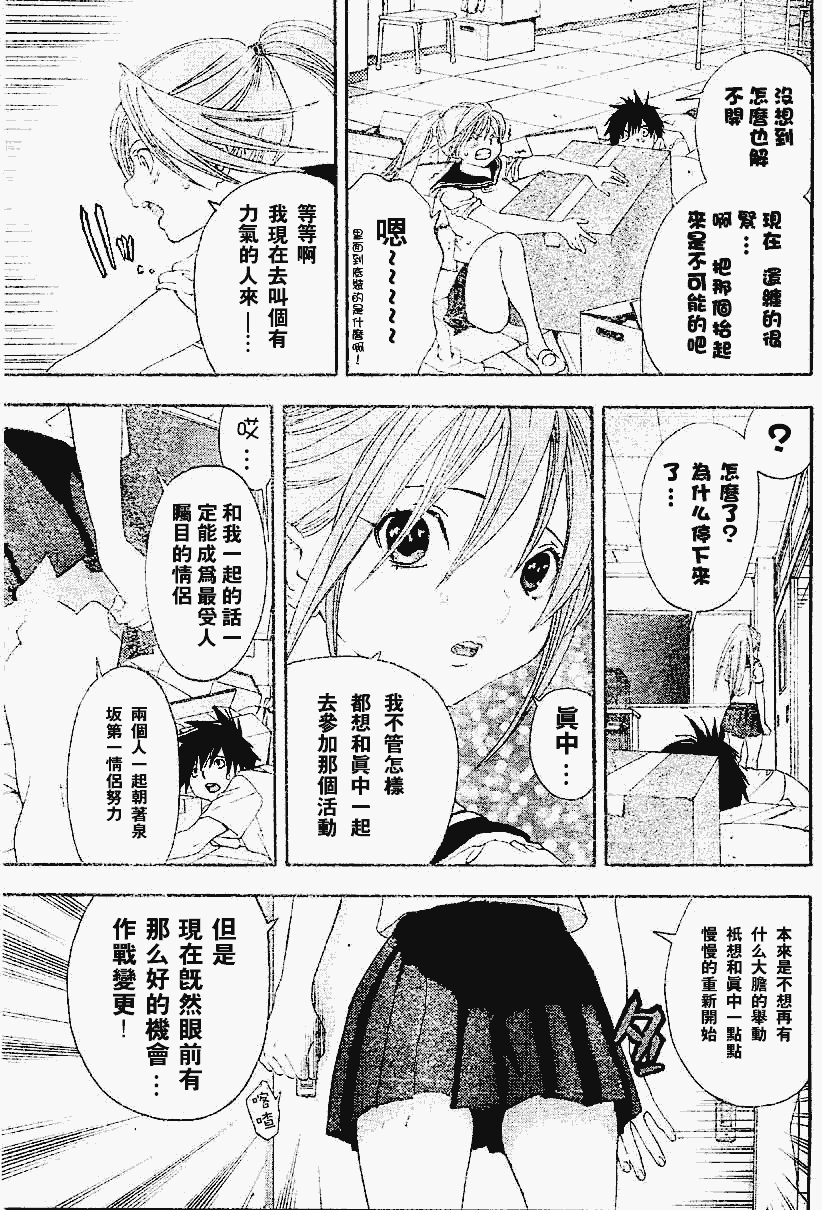 沒想到
怎麼也解
不開
現在 還纏的很
緊…
啊 把那個抬起
來是不可能的吧
嗯~~~~~
里面到底裝的是什麼啊！
等等啊
我現在去叫個有
力氣的人來——……
？
怎麼了？
為什么停下來
了…
眞中…
我不管怎樣
都想和眞中一起
去參加那個活動
哎…
和我一起的話一
定能成爲最受人
矚目的情侶
兩個人一起朝著泉
坂第一情侶努力
本來是不想再有
什么大膽的舉動
衹想和眞中一點點
慢慢的重新開始
喀喳
但是
現在旣然眼前有
那么好的機會…
作戰變更！